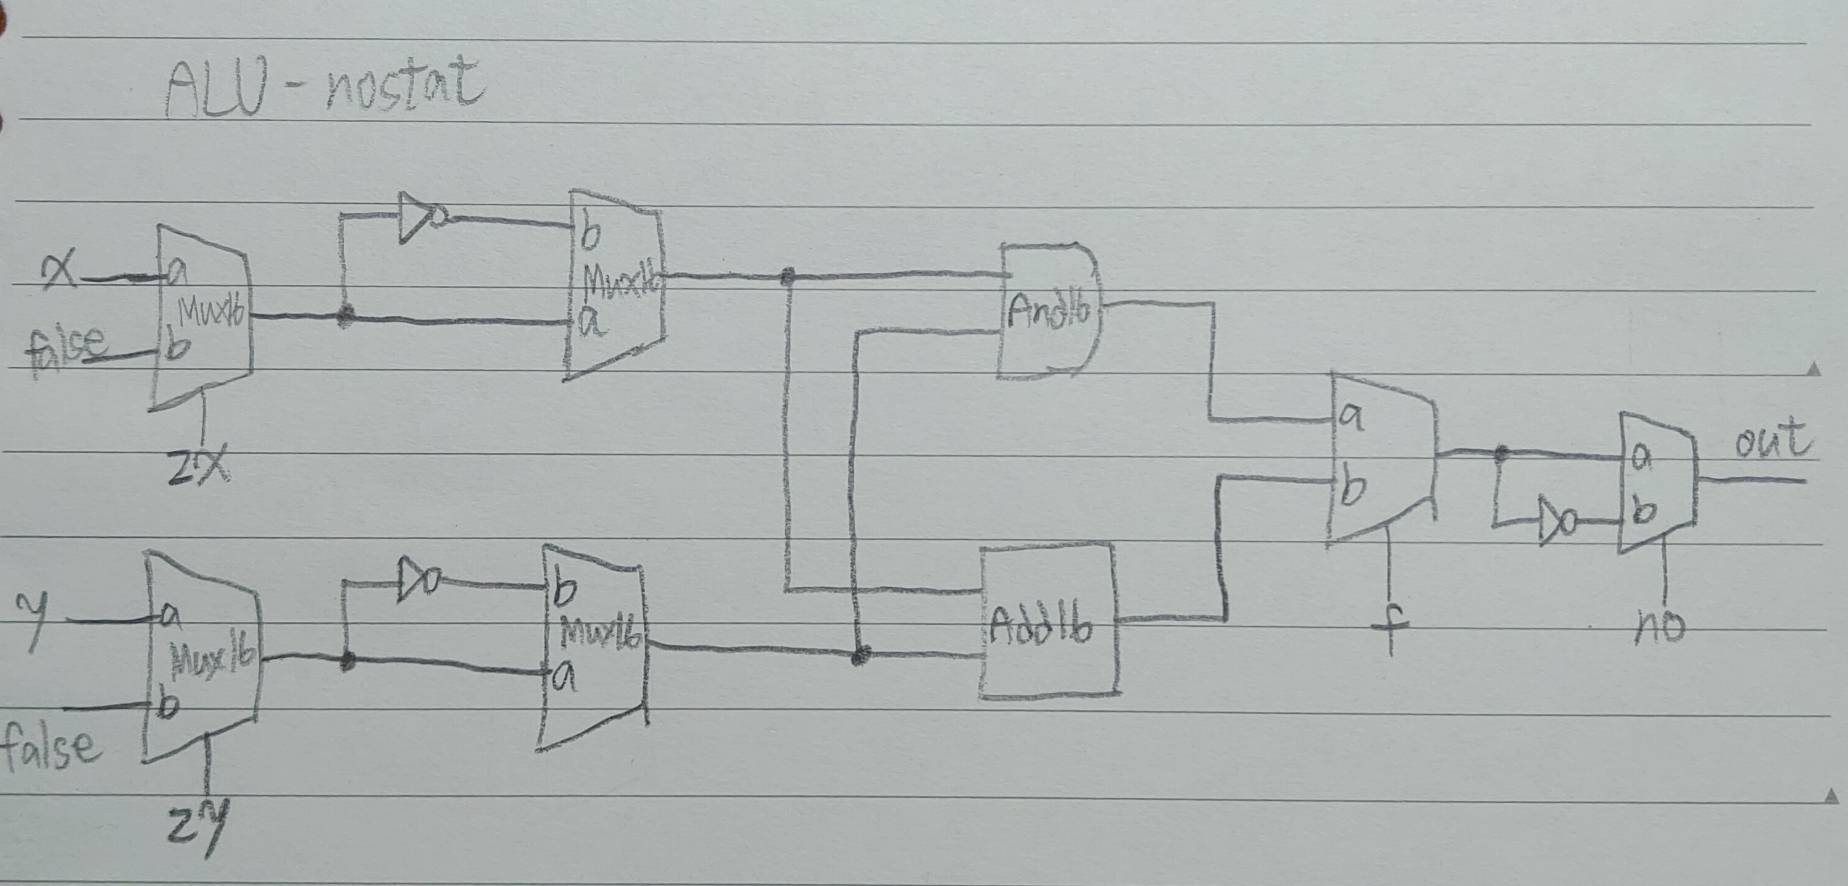 ALU-nostat
x
a
Mux16
false
b
zx
b
Mux16
a
And16
a
b
f
a
b
out
no
y
a
Mux16
b
false
zy
b
Mux16
a
Add16